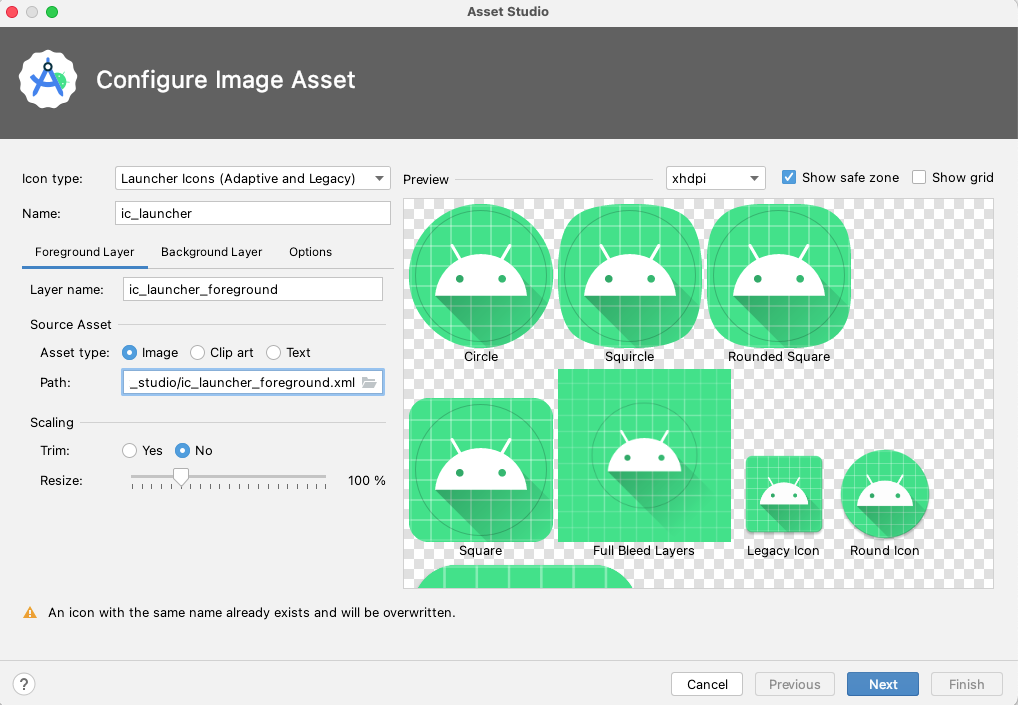 Asset Studio
Configure Image Asset
Icon type: Launcher Icons (Adaptive and Legacy)
Name: ic_launcher
Foreground Layer Background Layer Options
Layer name: ic_launcher_foreground
Source Asset
Asset type: Image Clip art Text
Path: _studio/ic_launcher_foreground.xml
Scaling
Trim: Yes No
Resize: 100 %
Preview xhdpi Show safe zone Show grid
Circle Squircle Rounded Square
Square Full Bleed Layers Legacy Icon Round Icon
An icon with the same name already exists and will be overwritten.
? Cancel Previous Next Finish